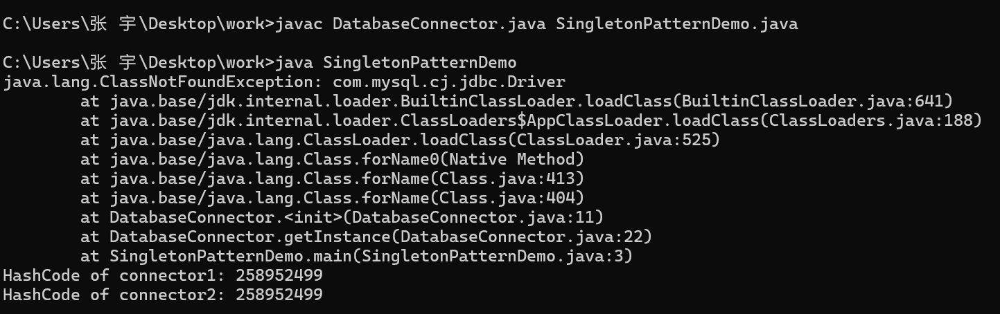 C:\Users\张 宇\Desktop\work>javac DatabaseConnector.java SingletonPatternDemo.java
C:\Users\张 宇\Desktop\work>java SingletonPatternDemo
java.lang.ClassNotFoundException: com.mysql.cj.jdbc.Driver
        at java.base/jdk.internal.loader.BuiltinClassLoader.loadClass(BuiltinClassLoader.java:641)
        at java.base/jdk.internal.loader.ClassLoaders$AppClassLoader.loadClass(ClassLoaders.java:188)
        at java.base/java.lang.ClassLoader.loadClass(ClassLoader.java:525)
        at java.base/java.lang.Class.forName0(Native Method)
        at java.base/java.lang.Class.forName(Class.java:413)
        at java.base/java.lang.Class.forName(Class.java:404)
        at DatabaseConnector.<init>(DatabaseConnector.java:11)
        at DatabaseConnector.getInstance(DatabaseConnector.java:22)
        at SingletonPatternDemo.main(SingletonPatternDemo.java:3)
HashCode of connector1: 258952499
HashCode of connector2: 258952499